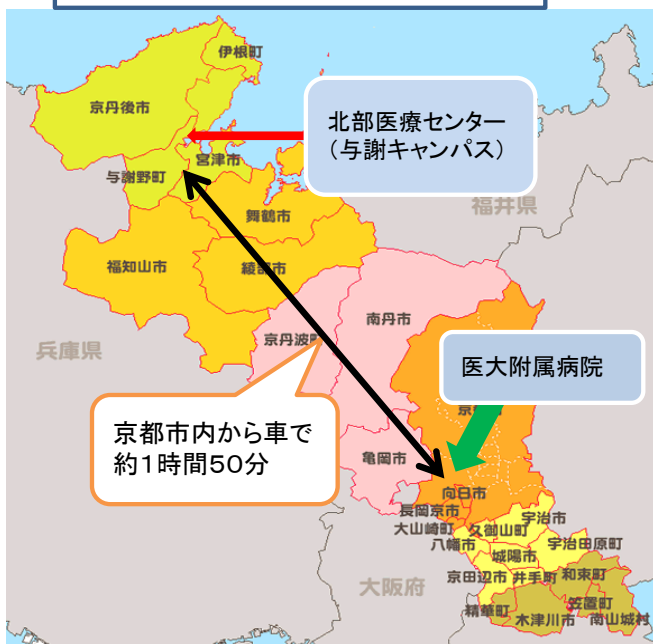 伊根町
京丹後市
北部医療センター
（与謝キャンパス）
宮津市
与謝野町
舞鶴市
福井県
福知山市
綾部市
南丹市
京丹波町
兵庫県
医大附属病院
京都市内から車で
約1時間50分
亀岡市
向日市
長岡京市
大山崎町
久御山町
宇治市
八幡市
城陽市
宇治田原町
京田辺市
井手町
和束町
大阪府
精華町
木津川市
笠置町
南山城村